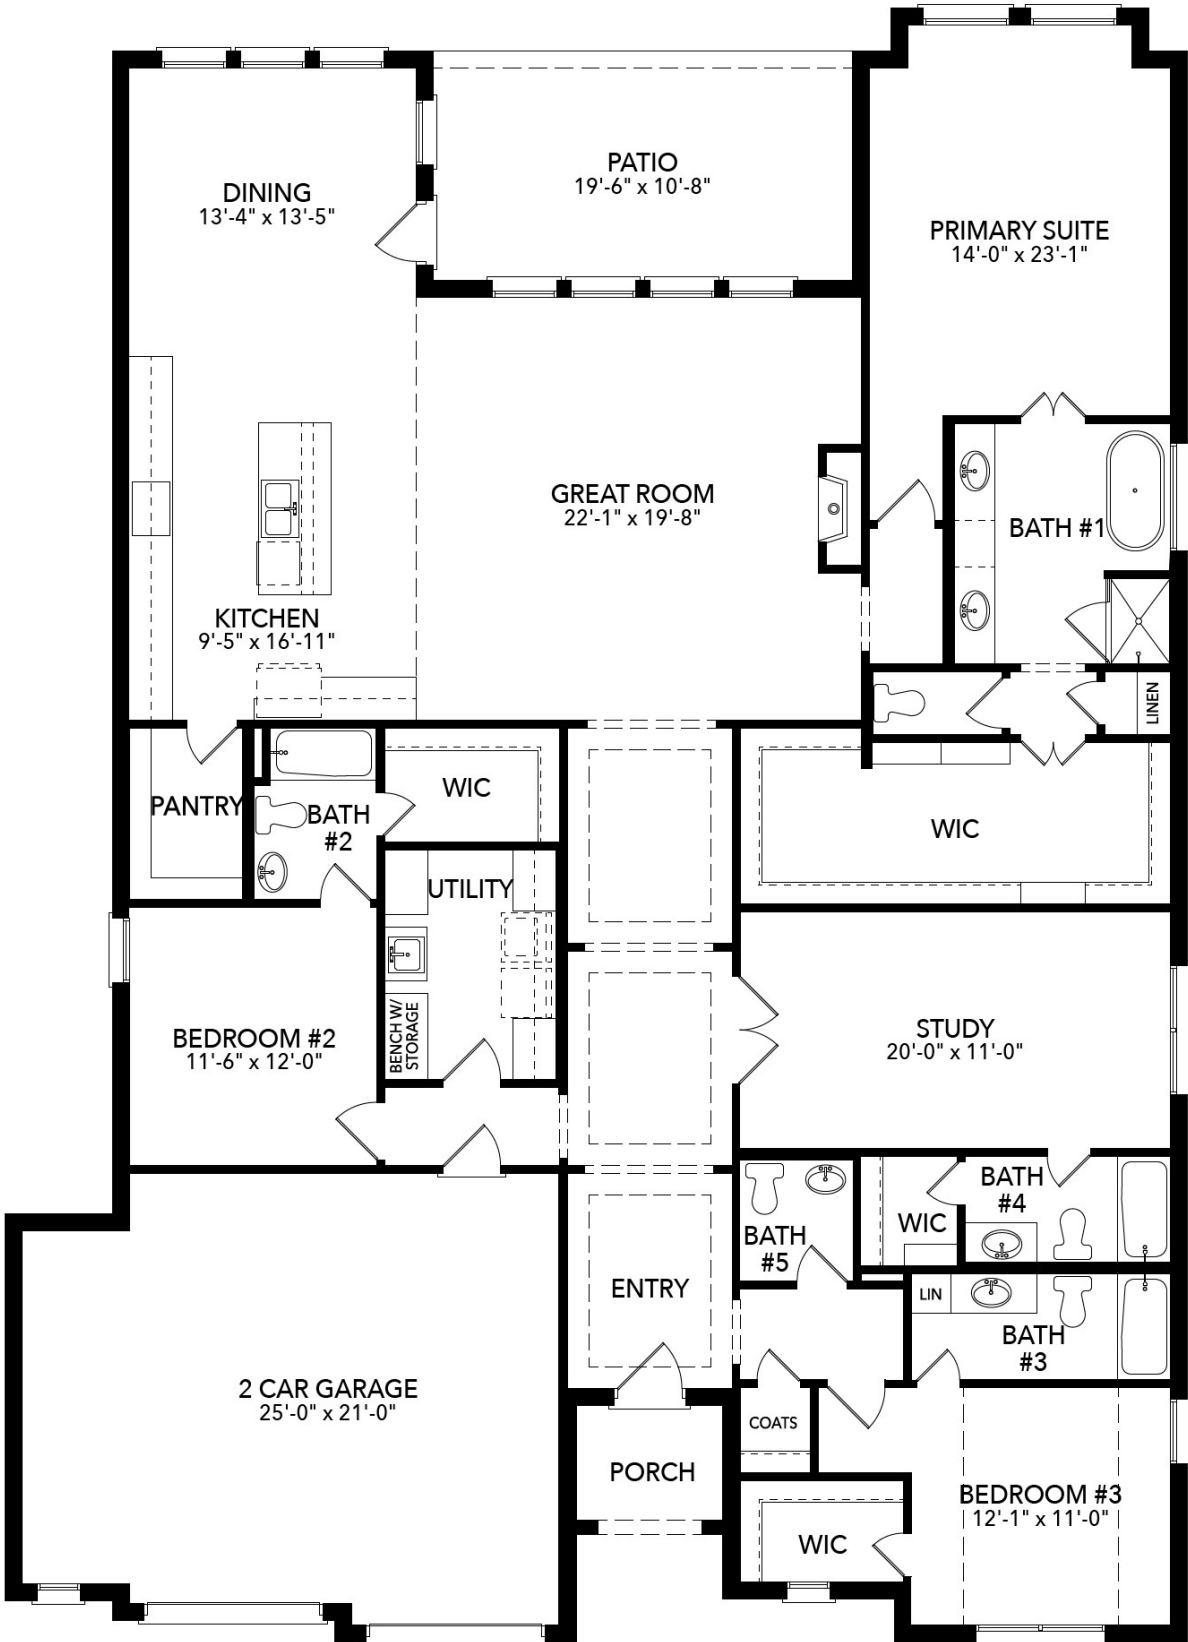 PATIO
19'-6" x 10'-8"
DINING
13'-4" x 13'-5"
PRIMARY SUITE
14'-0" x 23'-1"
GREAT ROOM
22'-1" x 19'-8"
BATH #1
KITCHEN
9'-5" x 16'-11"
LINEN
PANTRY
BATH
#2
WIC
WIC
UTILITY
BENCH W/
STORAGE
BEDROOM #2
11'-6" x 12'-0"
STUDY
20'-0" x 11'-0"
BATH
#4
WIC
BATH
#5
ENTRY
LIN
BATH
#3
2 CAR GARAGE
25'-0" x 21'-0"
COATS
PORCH
BEDROOM #3
12'-1" x 11'-0"
WIC